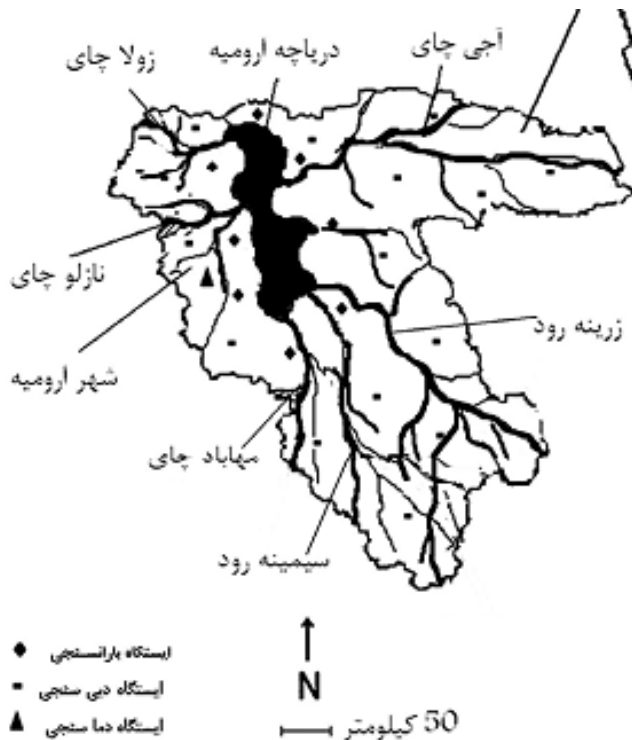 آجی چای
دریاچه ارومیه
زولا چای
نازلو چای
زرینه رود
شهر ارومیه
مهاباد چای
سیمینه رود
ایستگاه بارانسنجی
ایستگاه دبی سنجی
ایستگاه دما سنجی
N
50 کیلومتر